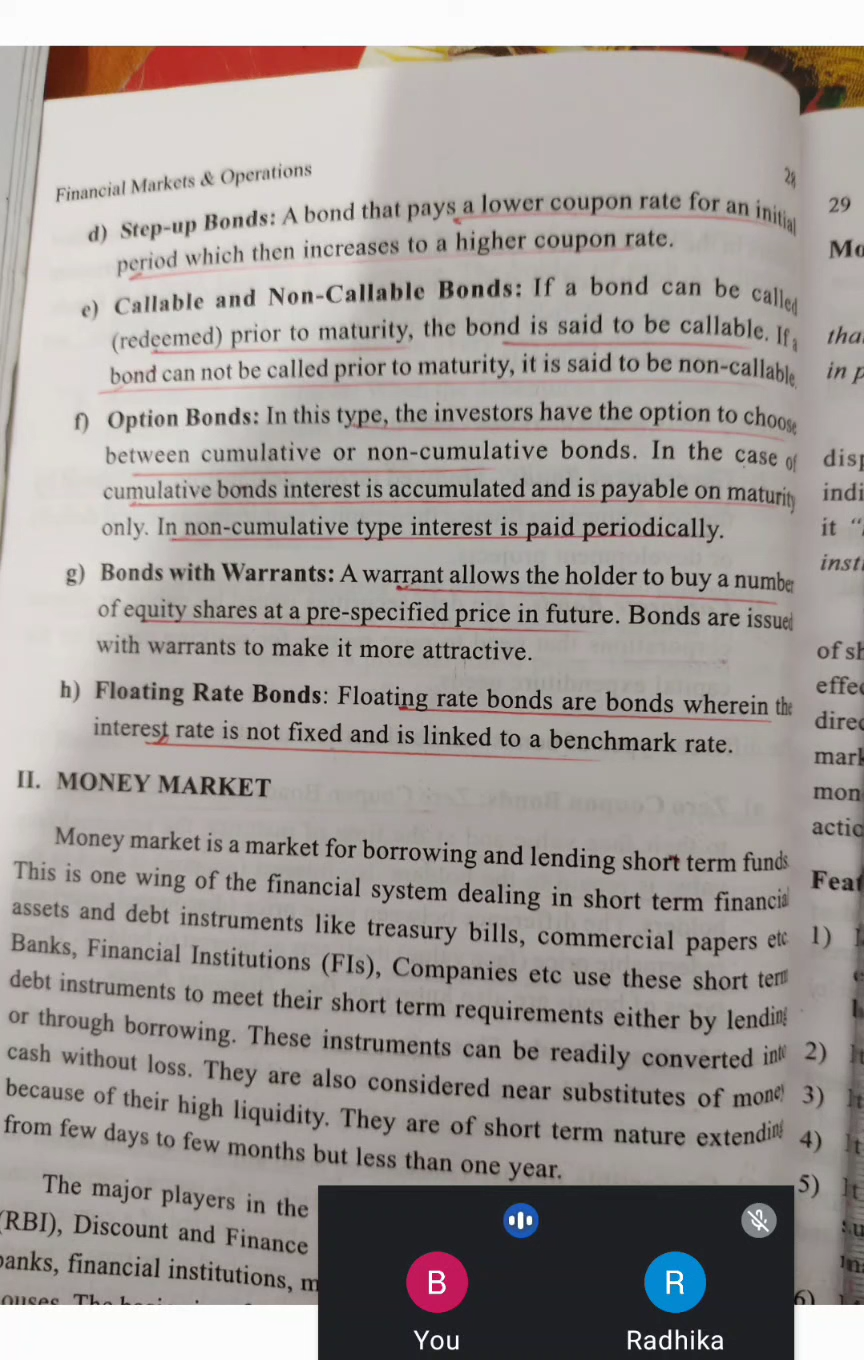 Financial Markets & Operations
28
d) Step-up Bonds: A bond that pays a lower coupon rate for an initial
period which then increases to a higher coupon rate.
e) Callable and Non-Callable Bonds: If a bond can be called
(redeemed) prior to maturity, the bond is said to be callable. If a
bond can not be called prior to maturity, it is said to be non-callable
f) Option Bonds: In this type, the investors have the option to choose
between cumulative or non-cumulative bonds. In the case of
cumulative bonds interest is accumulated and is payable on maturity
only. In non-cumulative type interest is paid periodically.
g) Bonds with Warrants: A warrant allows the holder to buy a number
of equity shares at a pre-specified price in future. Bonds are issued
with warrants to make it more attractive.
h) Floating Rate Bonds: Floating rate bonds are bonds wherein the
interest rate is not fixed and is linked to a benchmark rate.
II. MONEY MARKET
Money market is a market for borrowing and lending short term funds
This is one wing of the financial system dealing in short term financial
assets and debt instruments like treasury bills, commercial papers etc
Banks, Financial Institutions (FIs), Companies etc use these short term
debt instruments to meet their short term requirements either by lending
or through borrowing. These instruments can be readily converted into
cash without loss. They are also considered near substitutes of money
because of their high liquidity. They are of short term nature extending
from few days to few months but less than one year.
The major players in the
(RBI), Discount and Finance
banks, financial institutions, m
29
in p
indi
it "
of sh
1)
2)
3)
4)
5)
6)
B
R
You
Radhika